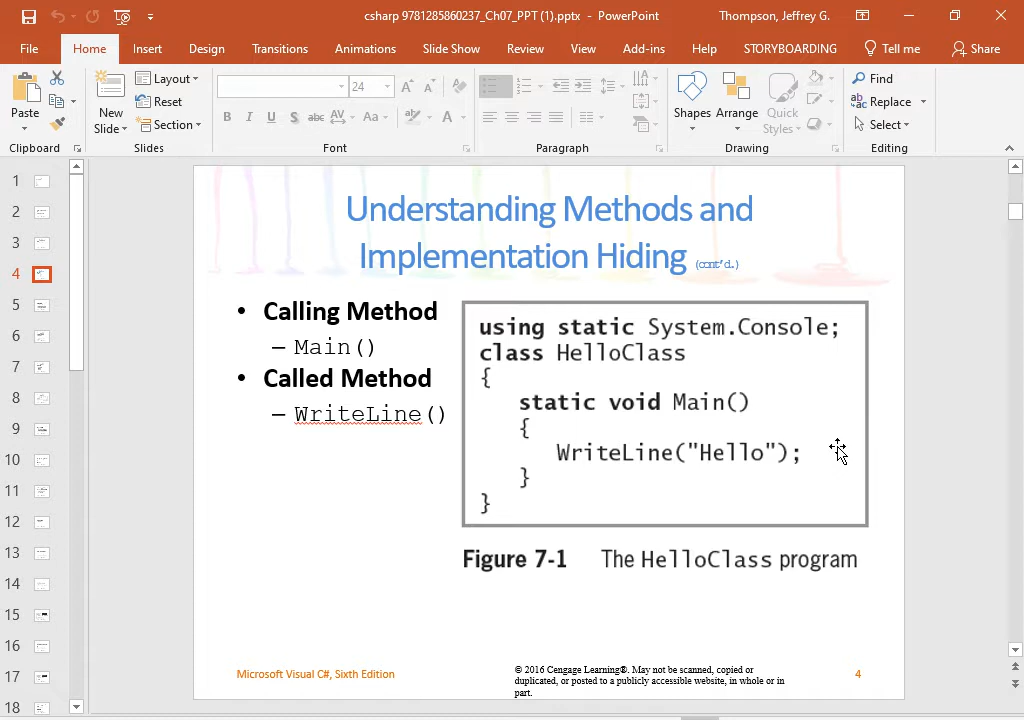 csharp 9781285860237_Ch07_PPT (1).pptx - PowerPoint
Thompson, Jeffrey G.
File Home Insert Design Transitions Animations Slide Show Review View Add-ins Help STORYBOARDING Tell me Share
Paste
Clipboard
New Slide
Layout
Reset
Section
Slides
24
B I U S abc AV Aa
A
Font
Paragraph
Shapes
Arrange
Quick Styles
Drawing
Find
Replace
Select
Editing
1
2
3
4
5
6
7
8
9
10
11
12
13
14
15
16
17
18
Understanding Methods and
Implementation Hiding (cont'd.)
• Calling Method
– Main()
• Called Method
– WriteLine()
using static System.Console;
class HelloClass
{
static void Main()
{
WriteLine("Hello");
}
}
Figure 7-1 The HelloClass program
Microsoft Visual C#, Sixth Edition
© 2016 Cengage Learning®. May not be scanned, copied or
duplicated, or posted to a publicly accessible website, in whole or in
part.
4